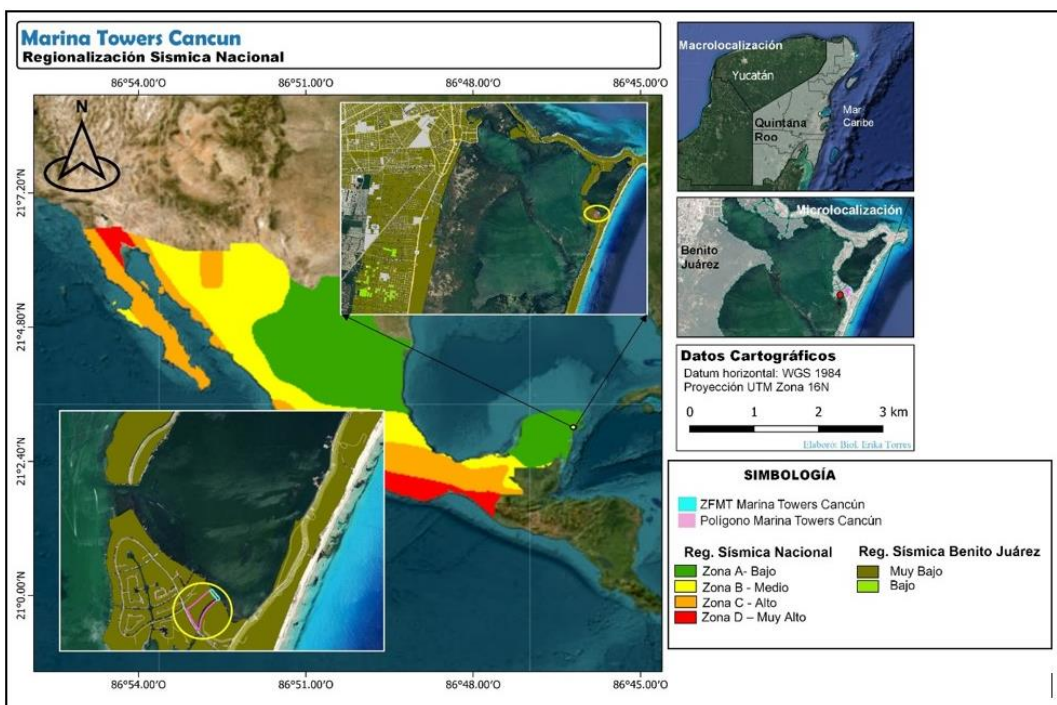 Marina Towers Cancun
Regionalización Sísmica Nacional
86°54.00'O
86°51.00'O
86°48.00'O
86°45.00'O
N
21°7.20'N
21°4.80'N
21°2.40'N
21°0.00'N
86°54.00'O
86°51.00'O
86°48.00'O
86°45.00'O
Macrolocalización
Yucatán
Quintana
Roo
Mar
Caribe
Microlocalización
Benito
Juárez
Datos Cartográficos
Datum horizontal: WGS 1984
Proyección UTM Zona 16N
0 1 2 3 km
Elaboró: Biol. Erika Torres
SIMBOLOGÍA
ZFMT Marina Towers Cancún
Polígono Marina Towers Cancún
Reg. Sísmica Nacional
Zona A- Bajo
Zona B - Medio
Zona C - Alto
Zona D – Muy Alto
Reg. Sísmica Benito Juárez
Muy Bajo
Bajo